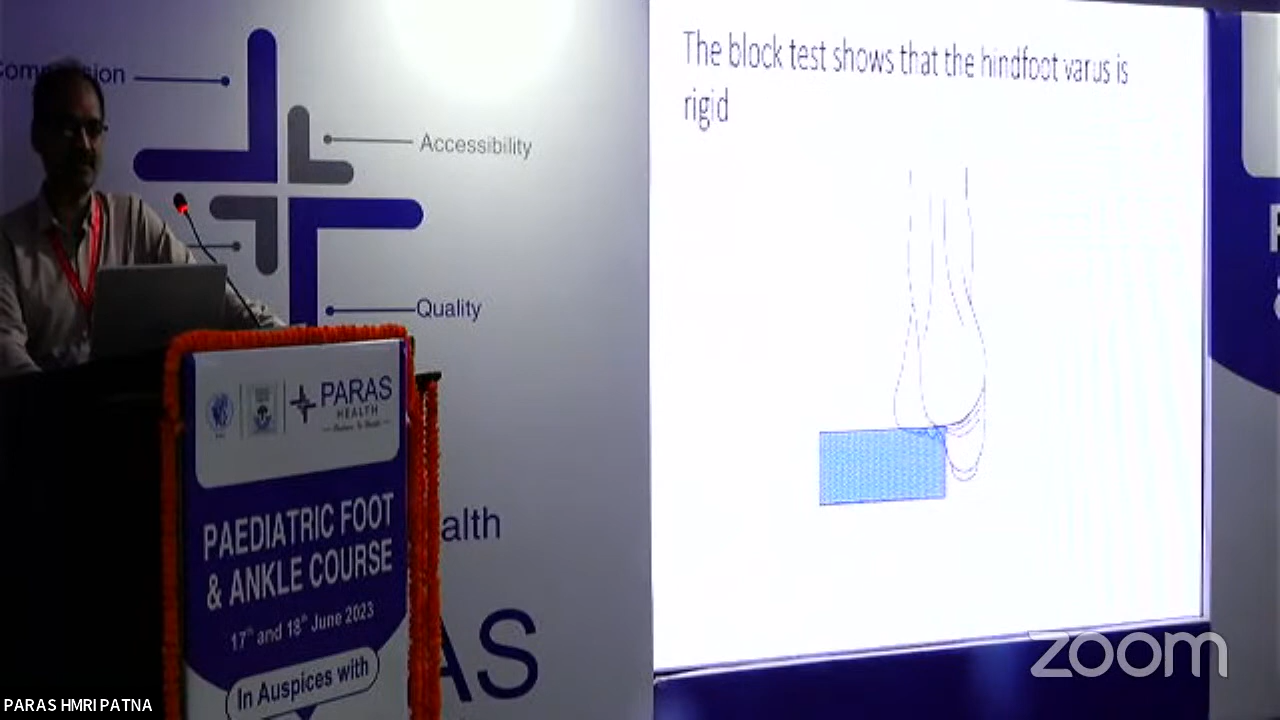 Accessibility
Quality
The block test shows that the hindfoot varus is
rigid
PARAS
HEALTH
PAEDIATRIC FOOT
& ANKLE COURSE
17th and 18th June 2023
In Auspices with
alth
AS
zoom
PARAS HMRI PATNA